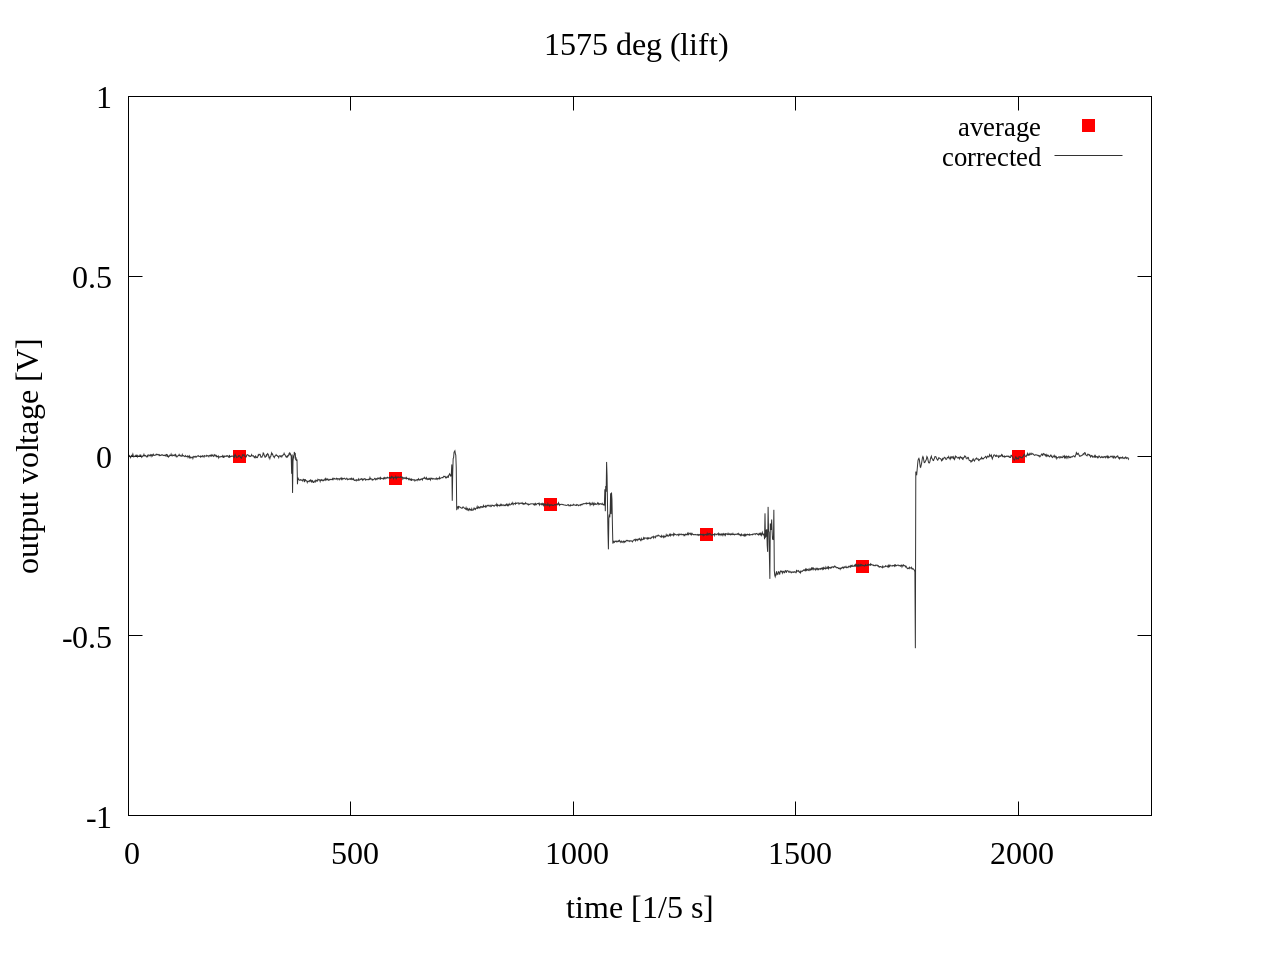 1575 deg (lift)
average
corrected
1
0.5
0
-0.5
-1
output voltage [V]
0 500 1000 1500 2000
time [1/5 s]